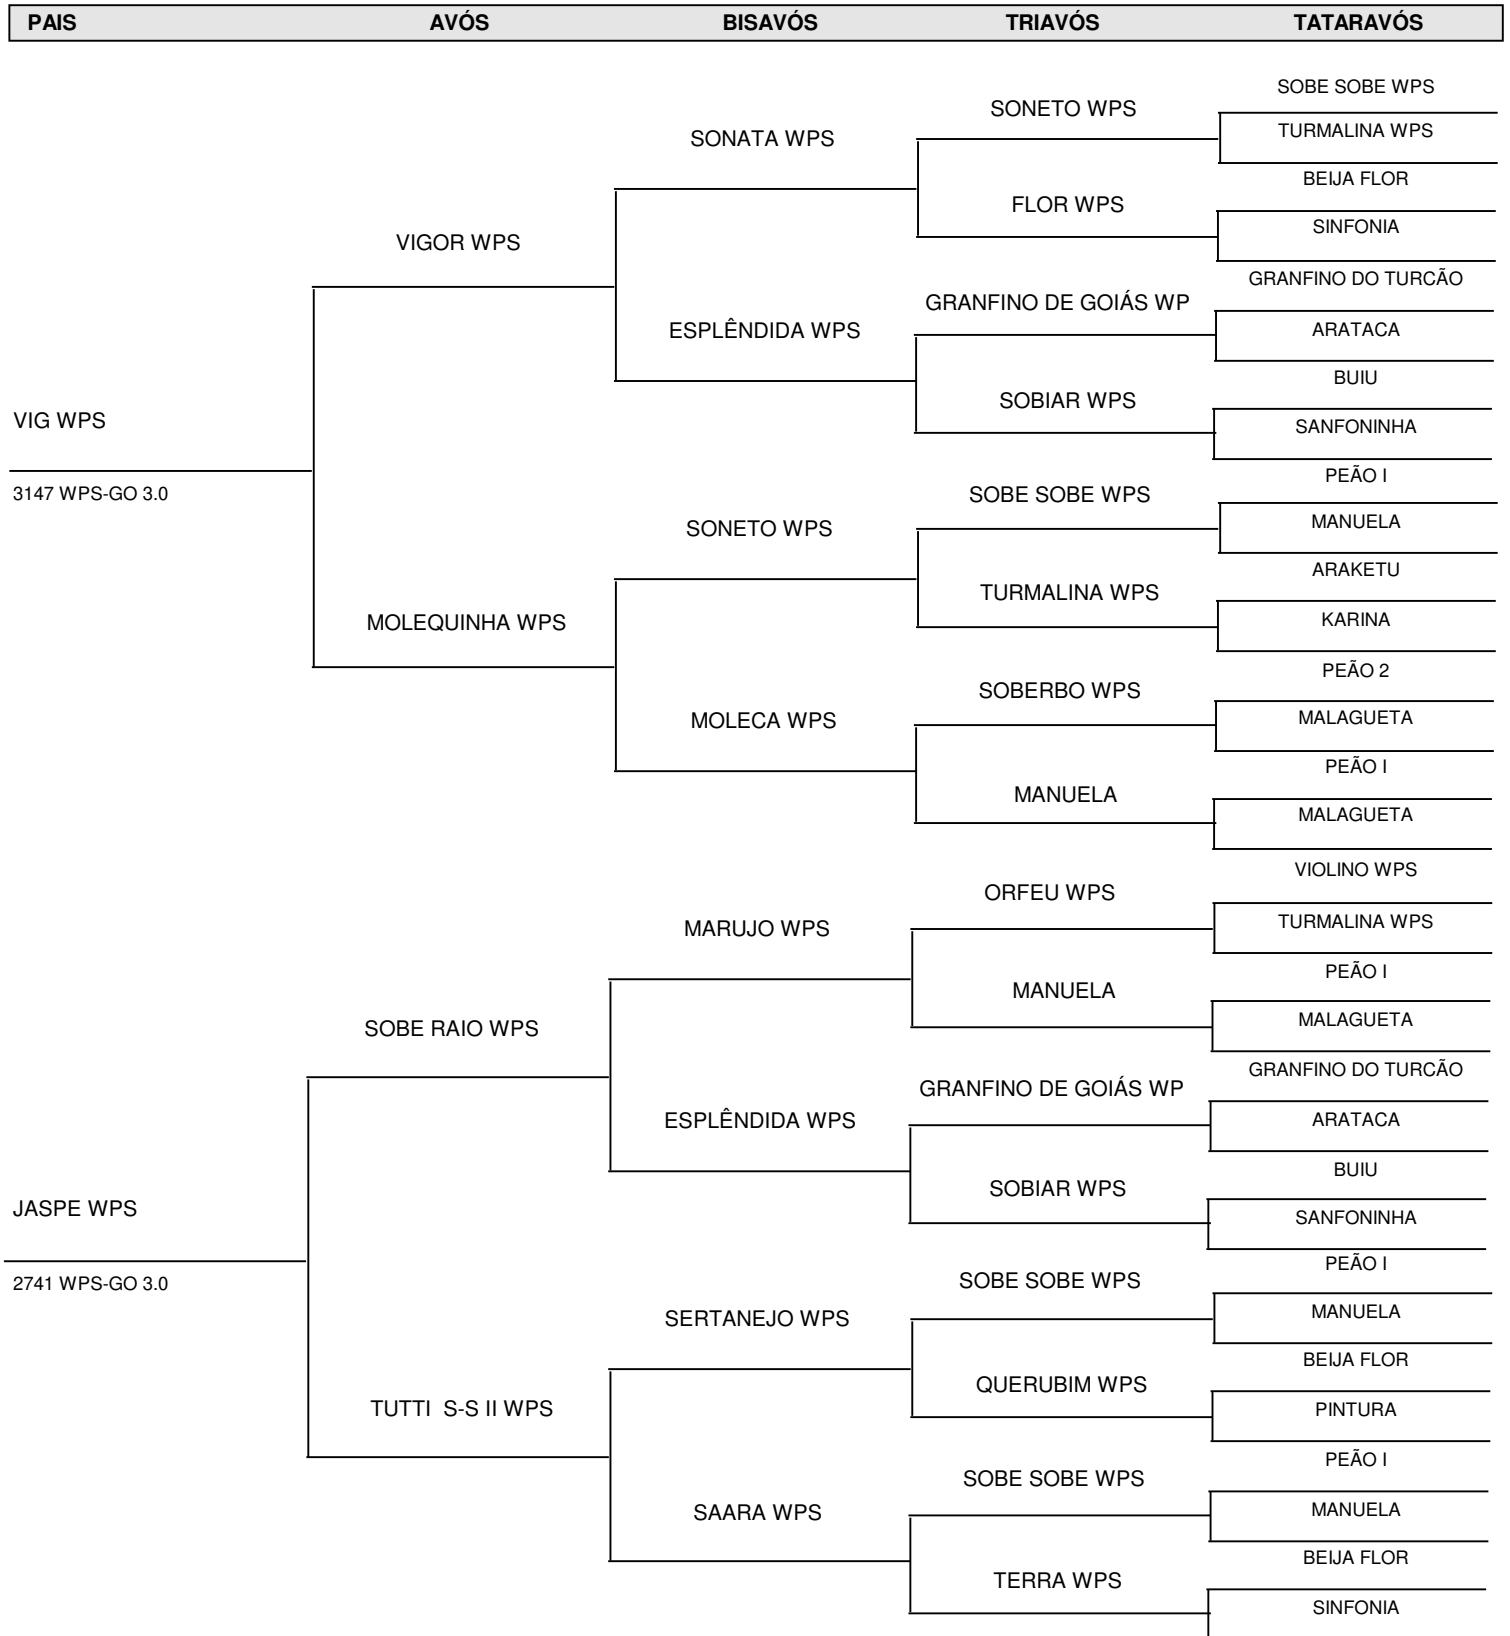 PAIS AVÓS BISAVÓS TRIAVÓS TATARAVÓS
SOBE SOBE WPS
SONETO WPS
TURMALINA WPS
SONATA WPS
BEIJA FLOR
FLOR WPS
SINFONIA
VIGOR WPS
GRANFINO DO TURCÃO
GRANFINO DE GOIÁS WP
ARATACA
ESPLÊNDIDA WPS
BUIU
SOBIAR WPS
SANFONINHA
VIG WPS
3147 WPS-GO 3.0
PEÃO I
SOBE SOBE WPS
MANUELA
SONETO WPS
ARAKETU
TURMALINA WPS
KARINA
MOLEQUINHA WPS
PEÃO 2
SOBERBO WPS
MALAGUETA
MOLECA WPS
PEÃO I
MANUELA
MALAGUETA
VIOLINO WPS
ORFEU WPS
TURMALINA WPS
MARUJO WPS
PEÃO I
MANUELA
MALAGUETA
SOBE RAIO WPS
GRANFINO DO TURCÃO
GRANFINO DE GOIÁS WP
ARATACA
ESPLÊNDIDA WPS
BUIU
SOBIAR WPS
SANFONINHA
JASPE WPS
2741 WPS-GO 3.0
PEÃO I
SOBE SOBE WPS
MANUELA
SERTANEJO WPS
BEIJA FLOR
QUERUBIM WPS
PINTURA
TUTTI  S-S II WPS
PEÃO I
SOBE SOBE WPS
MANUELA
SAARA WPS
BEIJA FLOR
TERRA WPS
SINFONIA